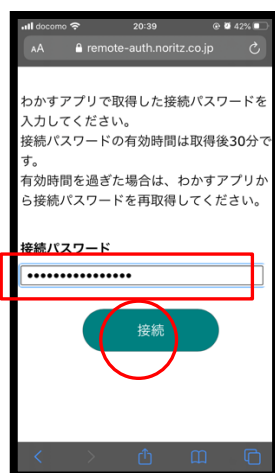 docomo 20:39 42%
AA remote-auth.noritz.co.jp
わかすアプリで取得した接続パスワードを
入力してください。
接続パスワードの有効時間は取得後30分で
す。
有効時間を過ぎた場合は、わかすアプリか
ら接続パスワードを再取得してください。
接続パスワード
••••••••••••••••
接続